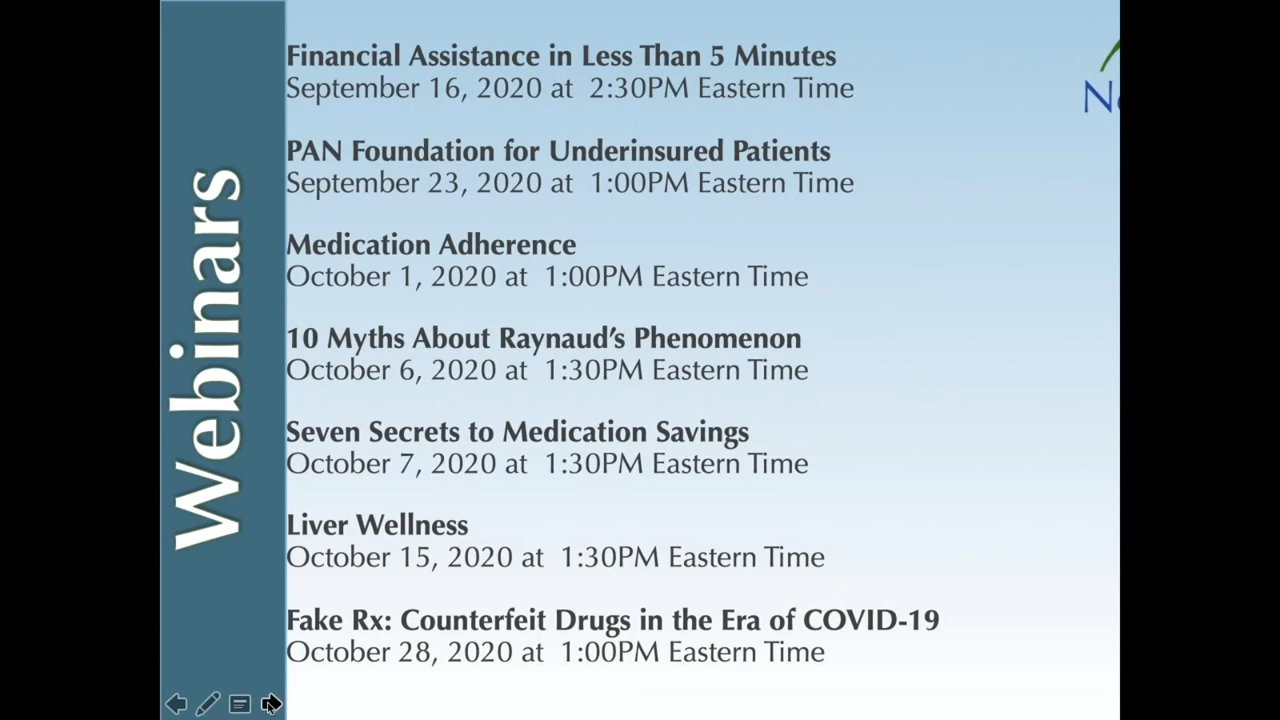 Webinars
Financial Assistance in Less Than 5 Minutes
September 16, 2020 at 2:30PM Eastern Time
PAN Foundation for Underinsured Patients
September 23, 2020 at 1:00PM Eastern Time
Medication Adherence
October 1, 2020 at 1:00PM Eastern Time
10 Myths About Raynaud’s Phenomenon
October 6, 2020 at 1:30PM Eastern Time
Seven Secrets to Medication Savings
October 7, 2020 at 1:30PM Eastern Time
Liver Wellness
October 15, 2020 at 1:30PM Eastern Time
Fake Rx: Counterfeit Drugs in the Era of COVID-19
October 28, 2020 at 1:00PM Eastern Time